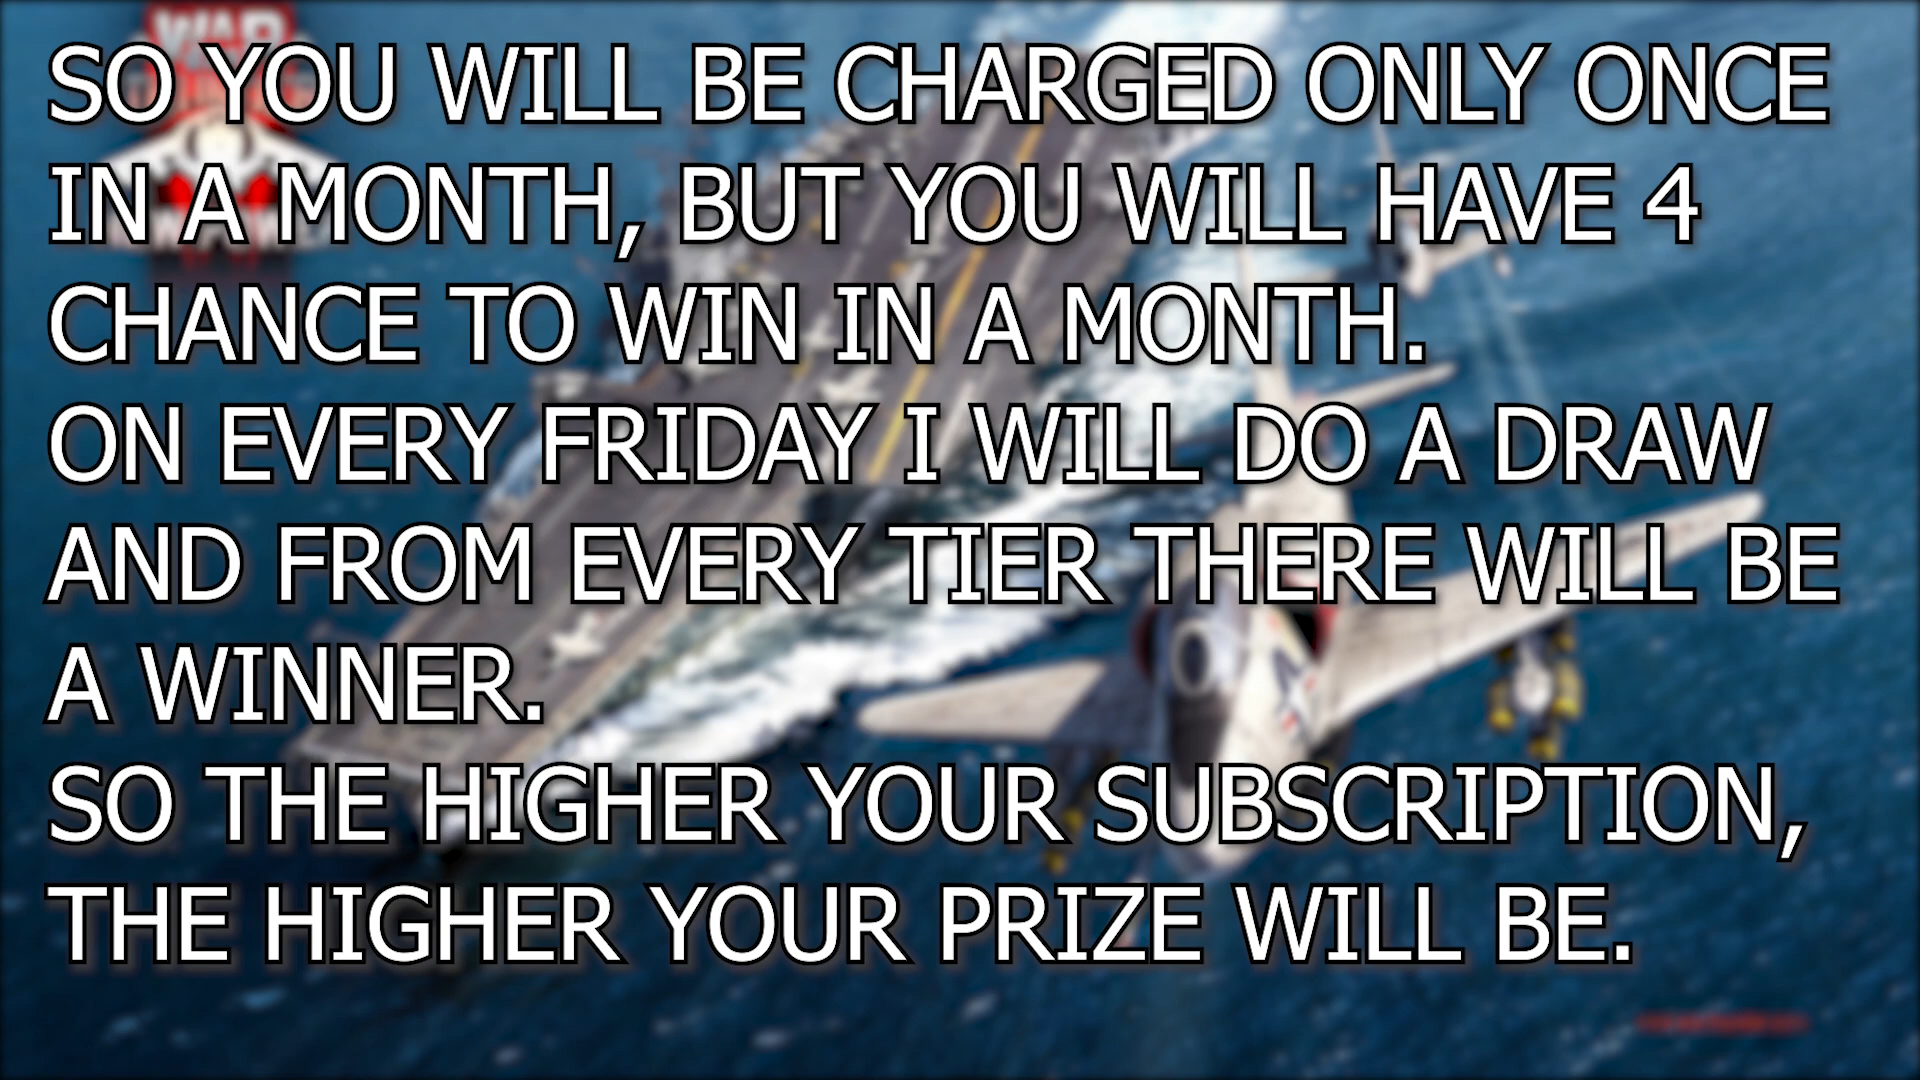 SO YOU WILL BE CHARGED ONLY ONCE
IN A MONTH, BUT YOU WILL HAVE 4
CHANCE TO WIN IN A MONTH.
ON EVERY FRIDAY I WILL DO A DRAW
AND FROM EVERY TIER THERE WILL BE
A WINNER.
SO THE HIGHER YOUR SUBSCRIPTION,
THE HIGHER YOUR PRIZE WILL BE.